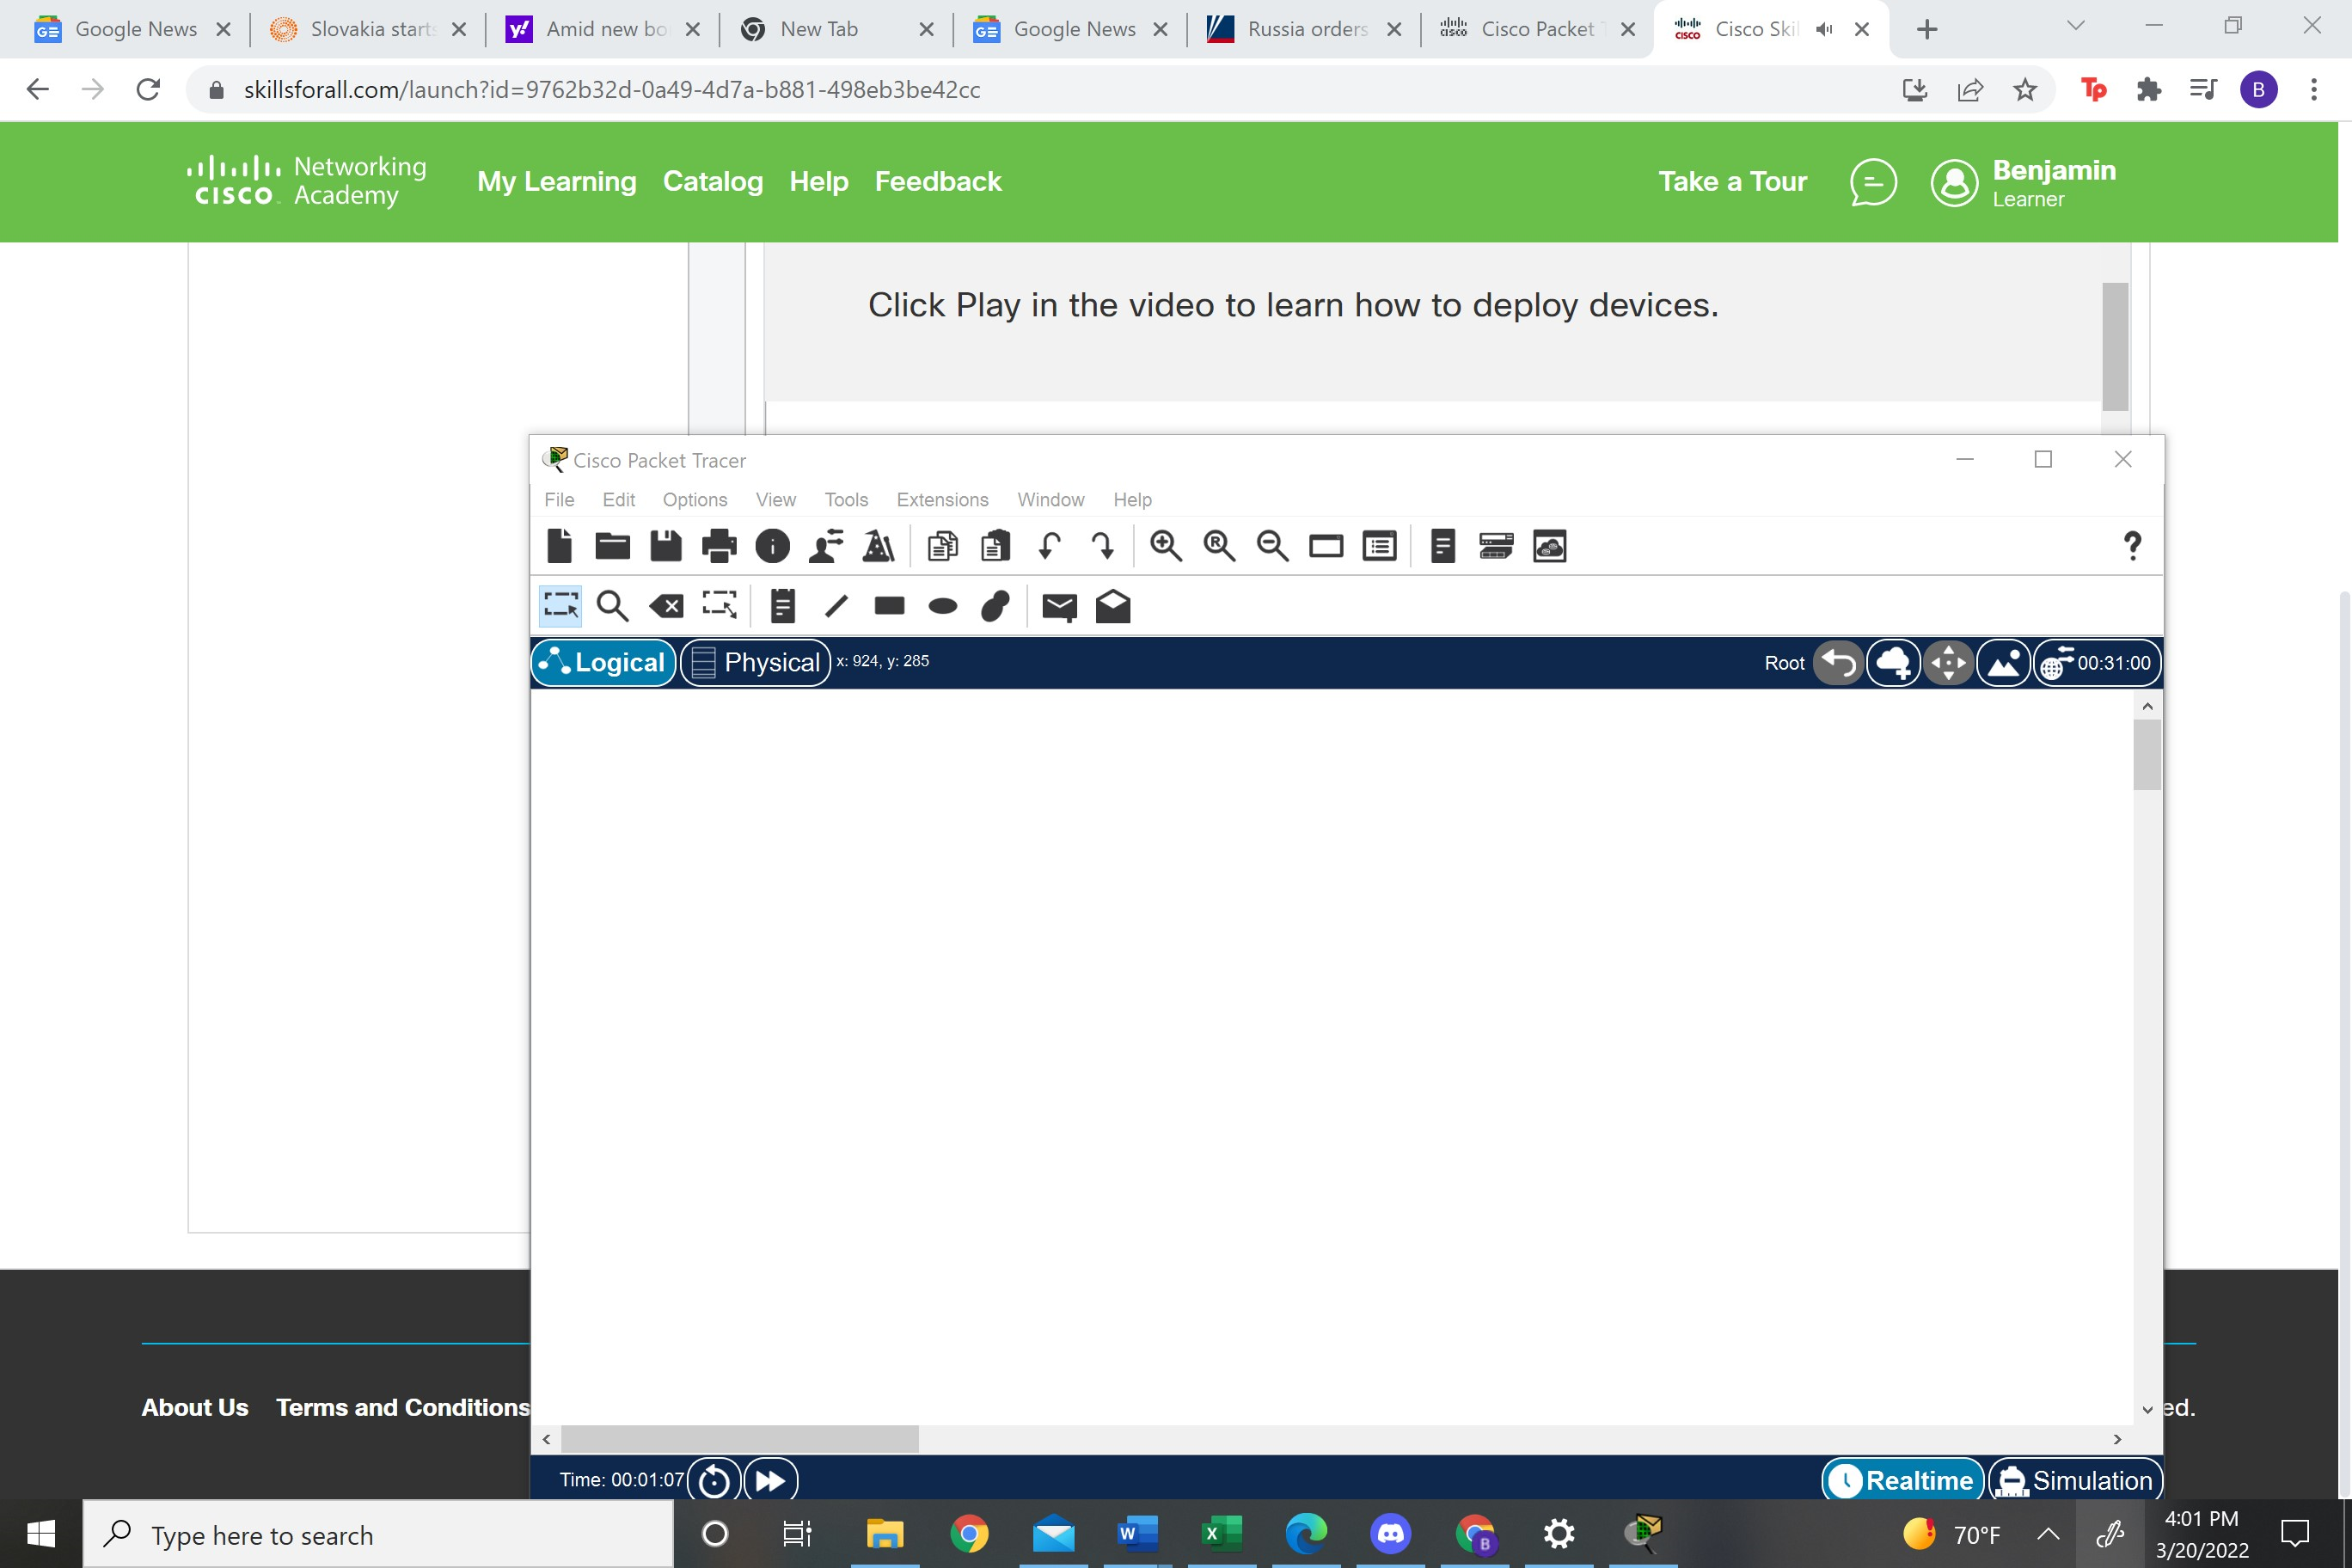 Google News
Slovakia starts
Amid new bo
New Tab
Google News
Russia orders
Cisco Packet T
Cisco Skil
skillsforall.com/launch?id=9762b32d-0a49-4d7a-b881-498eb3be42cc
Tp
B
CISCO Networking
Academy
My Learning Catalog Help Feedback
Take a Tour
Benjamin
Learner
Click Play in the video to learn how to deploy devices.
Cisco Packet Tracer
File Edit Options View Tools Extensions Window Help
Logical Physical x: 924, y: 285
Root 00:31:00
About Us Terms and Conditions
ed.
Time: 00:01:07
Realtime Simulation
Type here to search
70°F
4:01 PM
3/20/2022